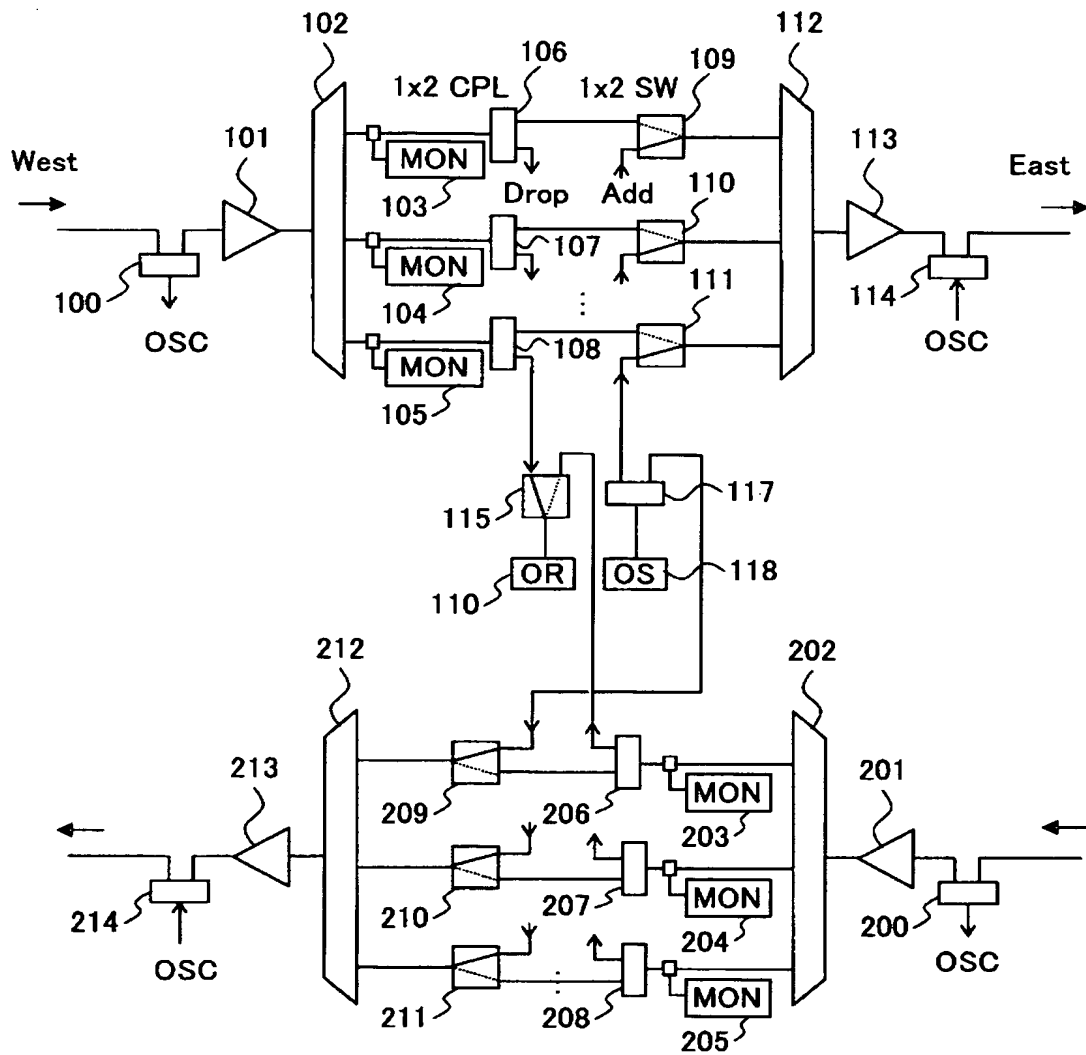 102
106
109
112
1x2 CPL
1x2 SW
West
101
MON
103
Drop
Add
113
East
110
100
OSC
MON
104
107
...
111
114
OSC
MON
105
108
115
117
OR
110
OS
118
212
202
213
209
206
MON
203
201
214
OSC
210
207
MON
204
200
OSC
211
...
208
MON
205